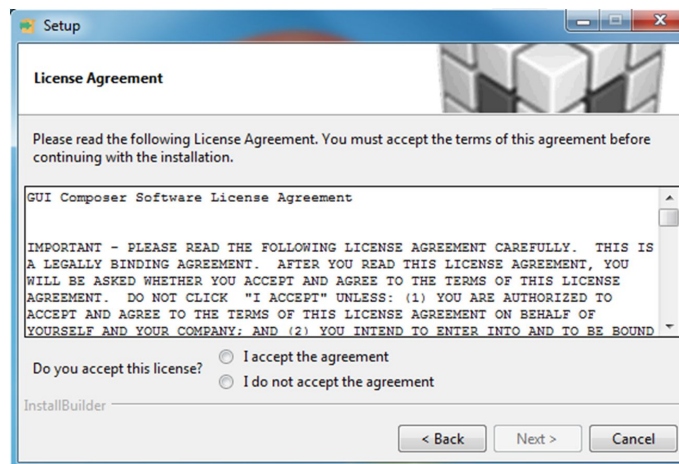 Setup
License Agreement
Please read the following License Agreement. You must accept the terms of this agreement before
continuing with the installation.
GUI Composer Software License Agreement
IMPORTANT - PLEASE READ THE FOLLOWING LICENSE AGREEMENT CAREFULLY.  THIS IS
A LEGALLY BINDING AGREEMENT.  AFTER YOU READ THIS LICENSE AGREEMENT, YOU
WILL BE ASKED WHETHER YOU ACCEPT AND AGREE TO THE TERMS OF THIS LICENSE
AGREEMENT.  DO NOT CLICK  "I ACCEPT" UNLESS: (1) YOU ARE AUTHORIZED TO
ACCEPT AND AGREE TO THE TERMS OF THIS LICENSE AGREEMENT ON BEHALF OF
YOURSELF AND YOUR COMPANY; AND (2) YOU INTEND TO ENTER INTO AND TO BE BOUND
Do you accept this license?
I accept the agreement
I do not accept the agreement
InstallBuilder
< Back Next > Cancel